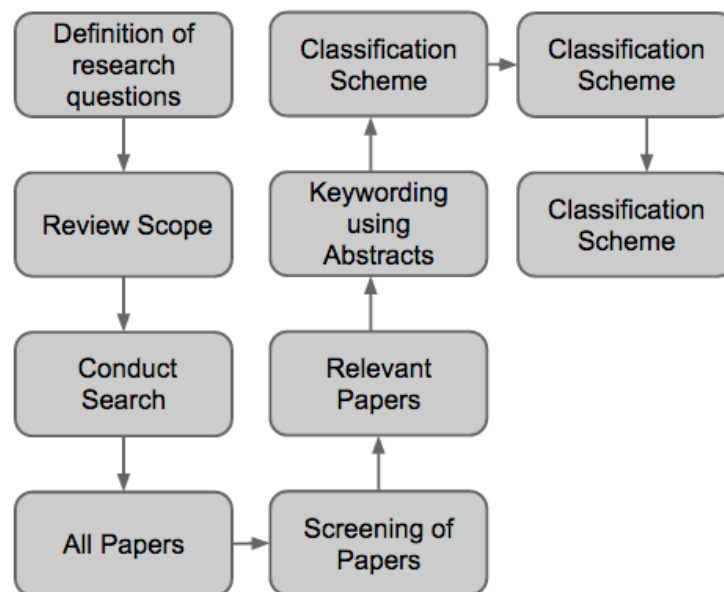 Definition of
research
questions
Review Scope
Conduct
Search
All Papers
Screening of
Papers
Relevant
Papers
Keywording
using
Abstracts
Classification
Scheme
Classification
Scheme
Classification
Scheme